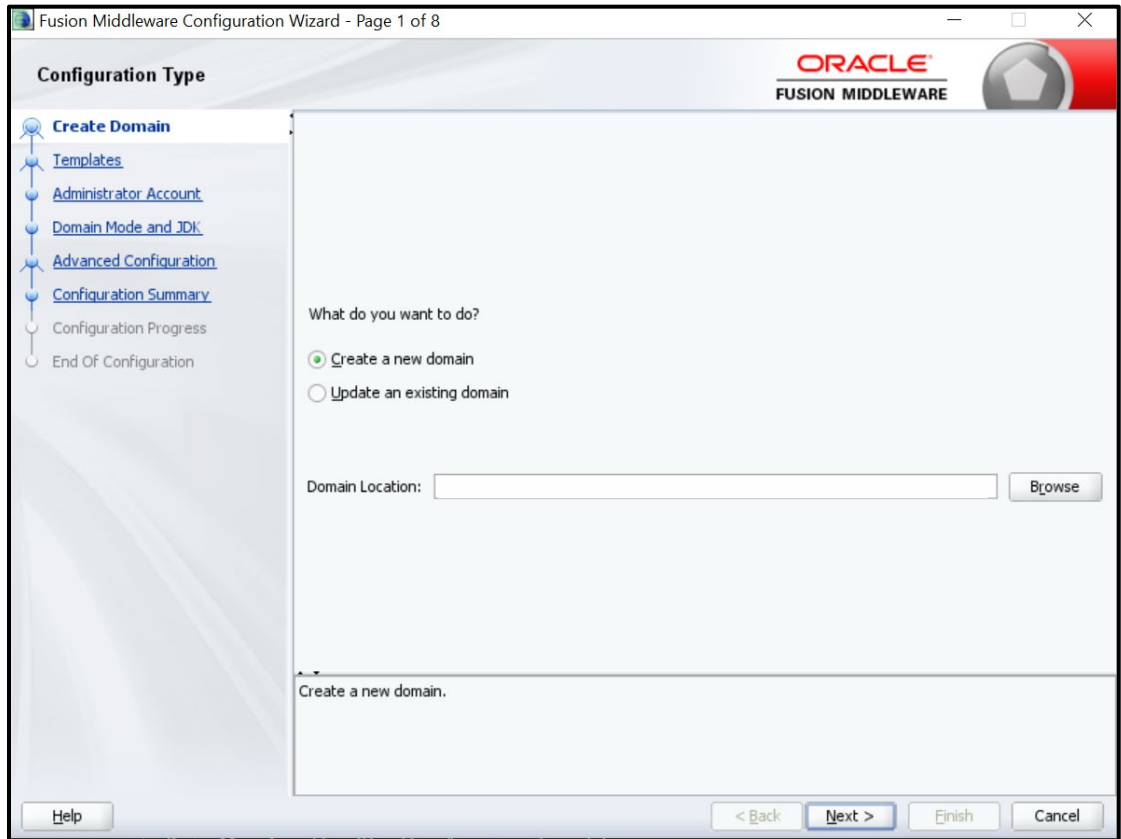 Fusion Middleware Configuration Wizard - Page 1 of 8
Configuration Type
ORACLE
FUSION MIDDLEWARE
Create Domain
Templates
Administrator Account
Domain Mode and JDK
Advanced Configuration
Configuration Summary
Configuration Progress
End Of Configuration
What do you want to do?
Create a new domain
Update an existing domain
Domain Location:
Browse
Create a new domain.
Help
< Back
Next >
Finish
Cancel